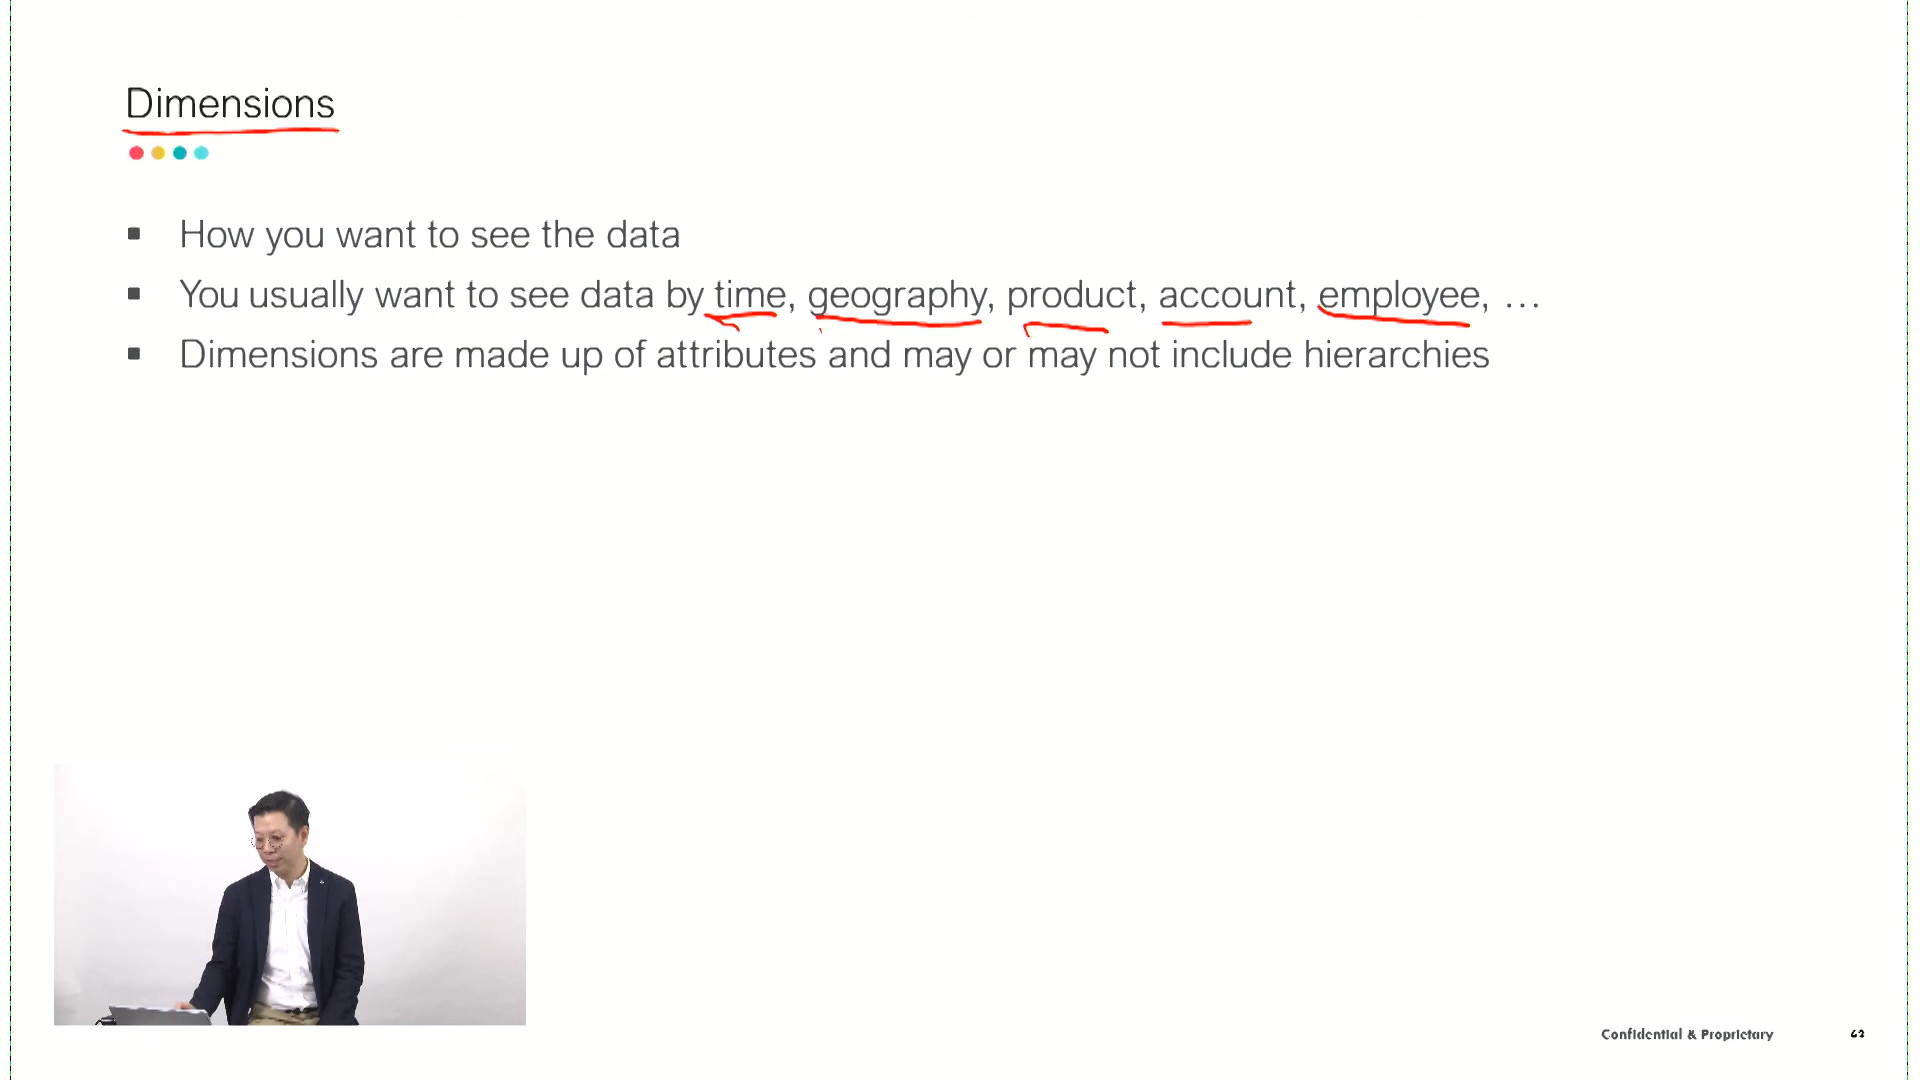 Dimensions
How you want to see the data
You usually want to see data by time, geography, product, account, employee, …
Dimensions are made up of attributes and may or may not include hierarchies
Confidential & Proprietary